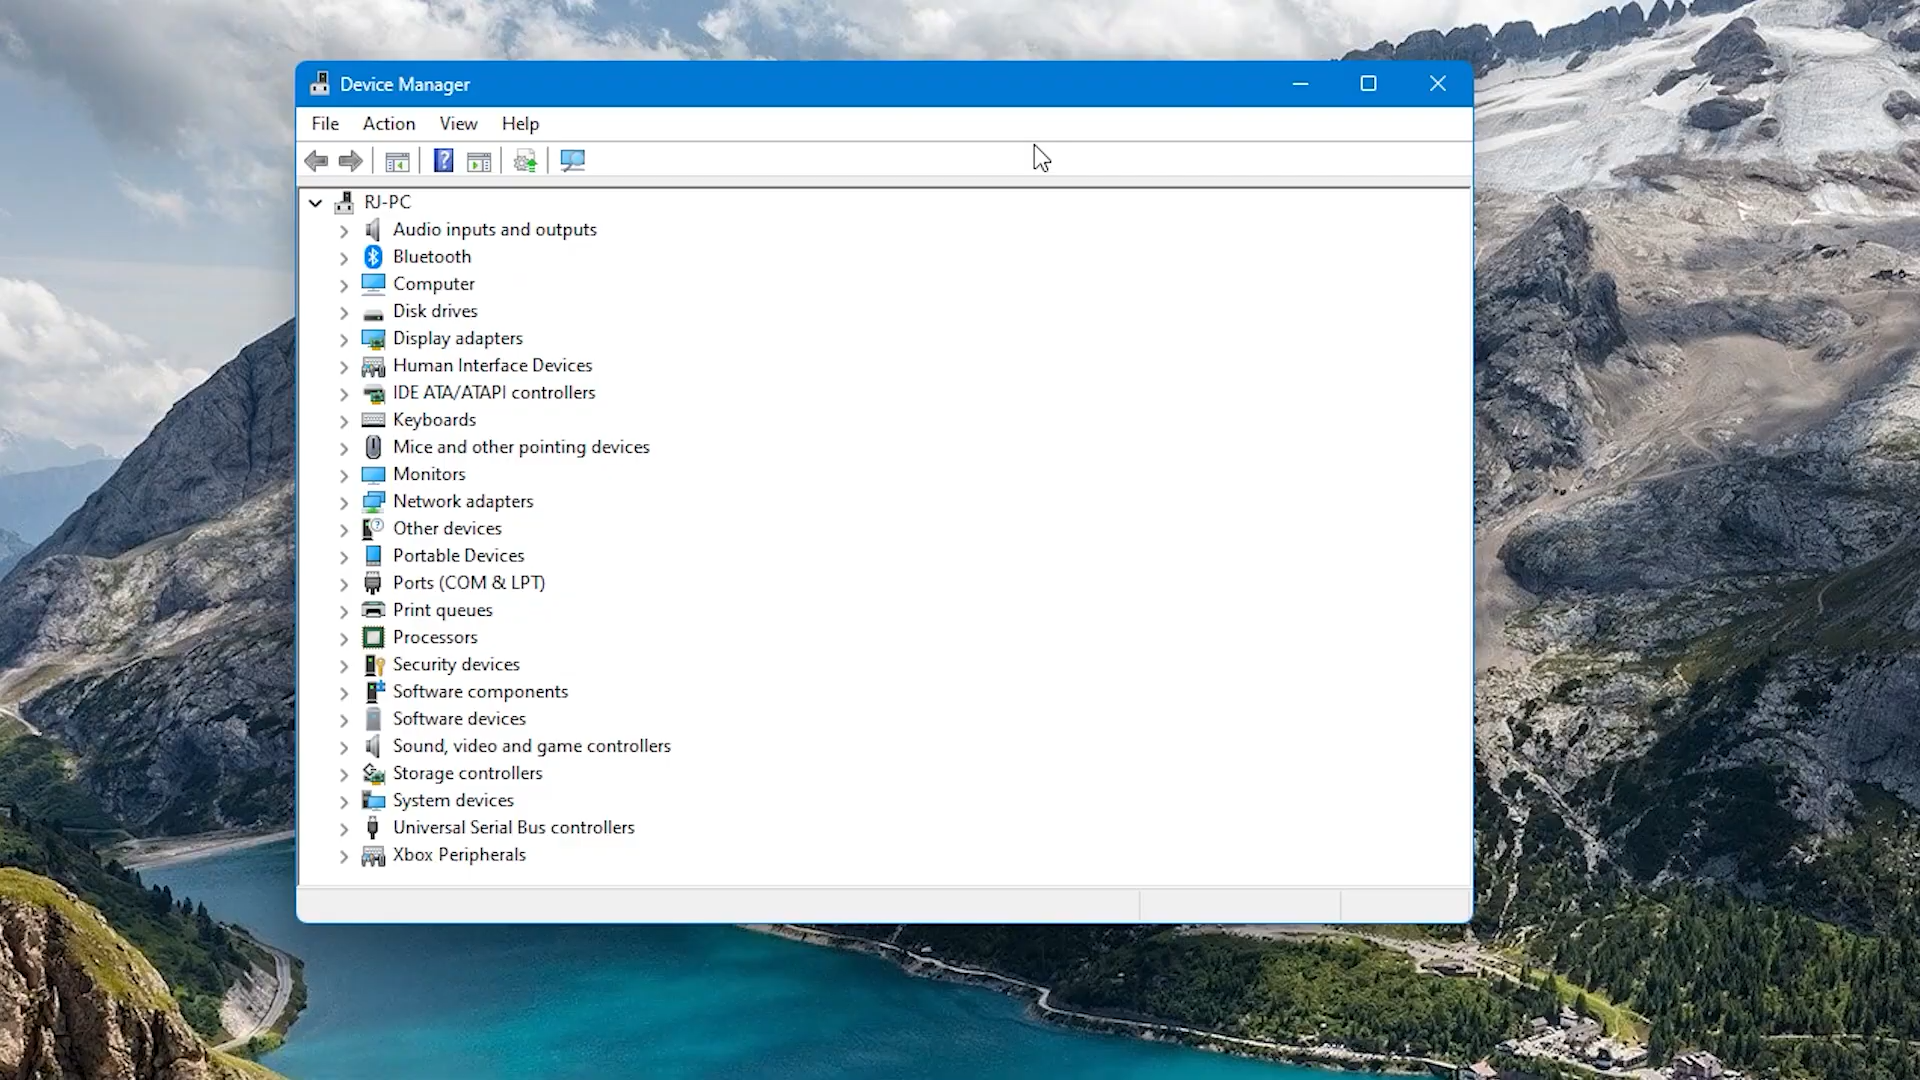 Device Manager
File Action View Help
RJ-PC
Audio inputs and outputs
Bluetooth
Computer
Disk drives
Display adapters
Human Interface Devices
IDE ATA/ATAPI controllers
Keyboards
Mice and other pointing devices
Monitors
Network adapters
Other devices
Portable Devices
Ports (COM & LPT)
Print queues
Processors
Security devices
Software components
Software devices
Sound, video and game controllers
Storage controllers
System devices
Universal Serial Bus controllers
Xbox Peripherals